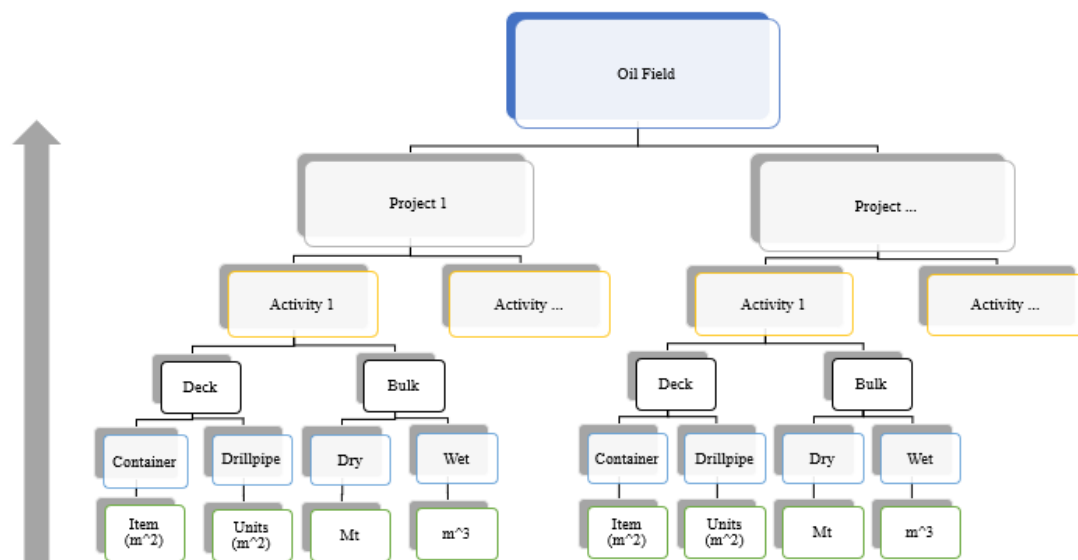 Oil Field
Project 1
Project ...
Activity 1
Activity ...
Activity 1
Activity ...
Deck
Bulk
Deck
Bulk
Container
Drillpipe
Dry
Wet
Container
Drillpipe
Dry
Wet
Item
(m^2)
Units
(m^2)
Mt
m^3
Item
(m^2)
Units
(m^2)
Mt
m^3